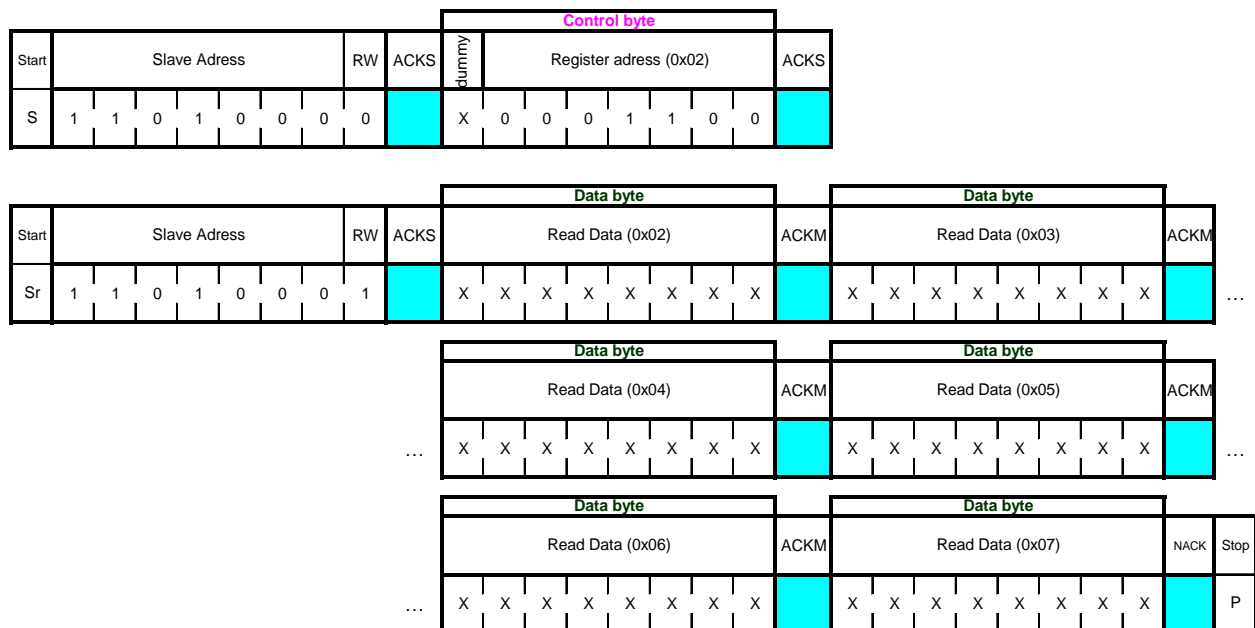 Control byte
Start Slave Adress RW ACKS dummy Register adress (0x02) ACKS
S 1 1 0 1 0 0 0 0 X 0 0 0 1 1 0 0
Data byte Data byte
Start Slave Adress RW ACKS Read Data (0x02) ACKM Read Data (0x03) ACKM
Sr 1 1 0 1 0 0 0 1 X X X X X X X X X X X X X X X X …
Data byte Data byte
Read Data (0x04) ACKM Read Data (0x05) ACKM
… X X X X X X X X X X X X X X X X …
Data byte Data byte
Read Data (0x06) ACKM Read Data (0x07) NACK Stop
… X X X X X X X X X X X X X X X X P